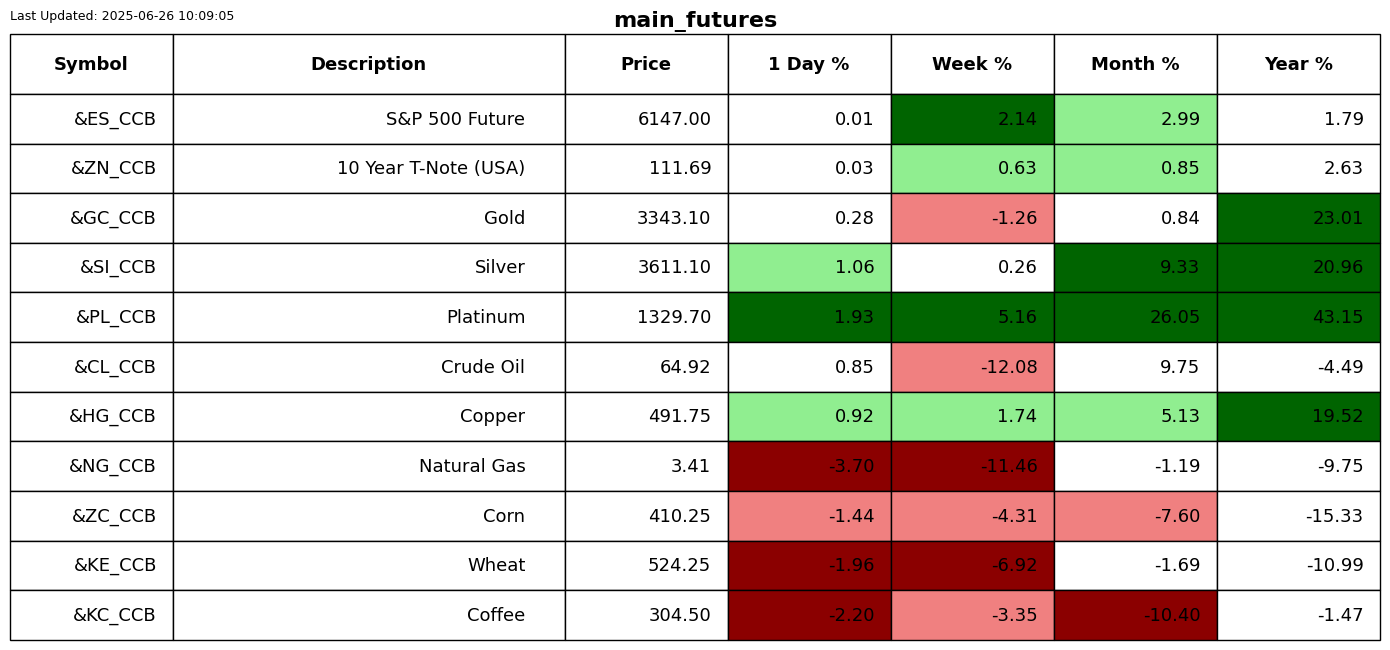 Last Updated: 2025-06-26 10:09:05
main_futures
Symbol Description Price 1 Day % Week % Month % Year %
&ES_CCB S&P 500 Future 6147.00 0.01 2.14 2.99 1.79
&ZN_CCB 10 Year T-Note (USA) 111.69 0.03 0.63 0.85 2.63
&GC_CCB Gold 3343.10 0.28 -1.26 0.84 23.01
&SI_CCB Silver 3611.10 1.06 0.26 9.33 20.96
&PL_CCB Platinum 1329.70 1.93 5.16 26.05 43.15
&CL_CCB Crude Oil 64.92 0.85 -12.08 9.75 -4.49
&HG_CCB Copper 491.75 0.92 1.74 5.13 19.52
&NG_CCB Natural Gas 3.41 -3.70 -11.46 -1.19 -9.75
&ZC_CCB Corn 410.25 -1.44 -4.31 -7.60 -15.33
&KE_CCB Wheat 524.25 -1.96 -6.92 -1.69 -10.99
&KC_CCB Coffee 304.50 -2.20 -3.35 -10.40 -1.47